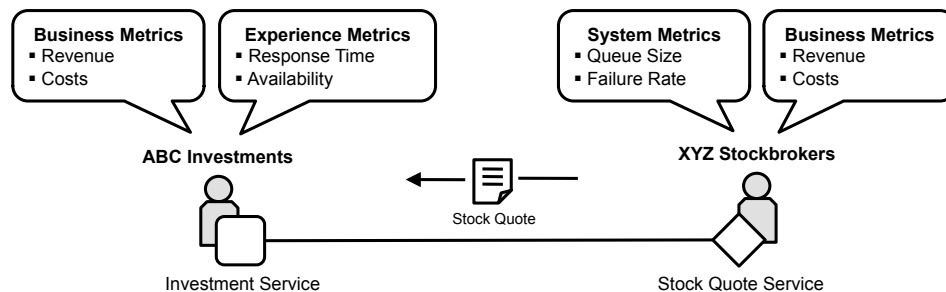 Business Metrics
▪ Revenue
▪ Costs
Experience Metrics
▪ Response Time
▪ Availability
System Metrics
▪ Queue Size
▪ Failure Rate
Business Metrics
▪ Revenue
▪ Costs
ABC Investments
XYZ Stockbrokers
Stock Quote
Investment Service
Stock Quote Service